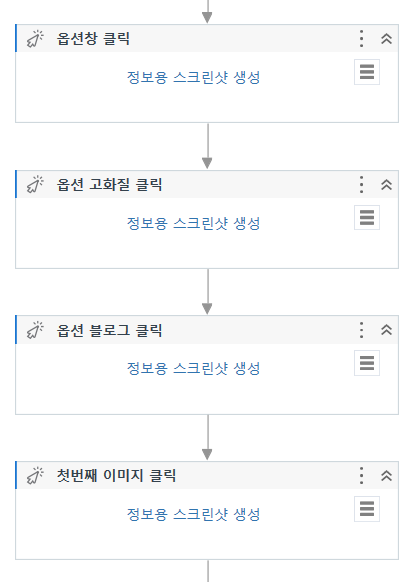 옵션창 클릭
정보용 스크린샷 생성
옵션 고화질 클릭
정보용 스크린샷 생성
옵션 블로그 클릭
정보용 스크린샷 생성
첫번째 이미지 클릭
정보용 스크린샷 생성